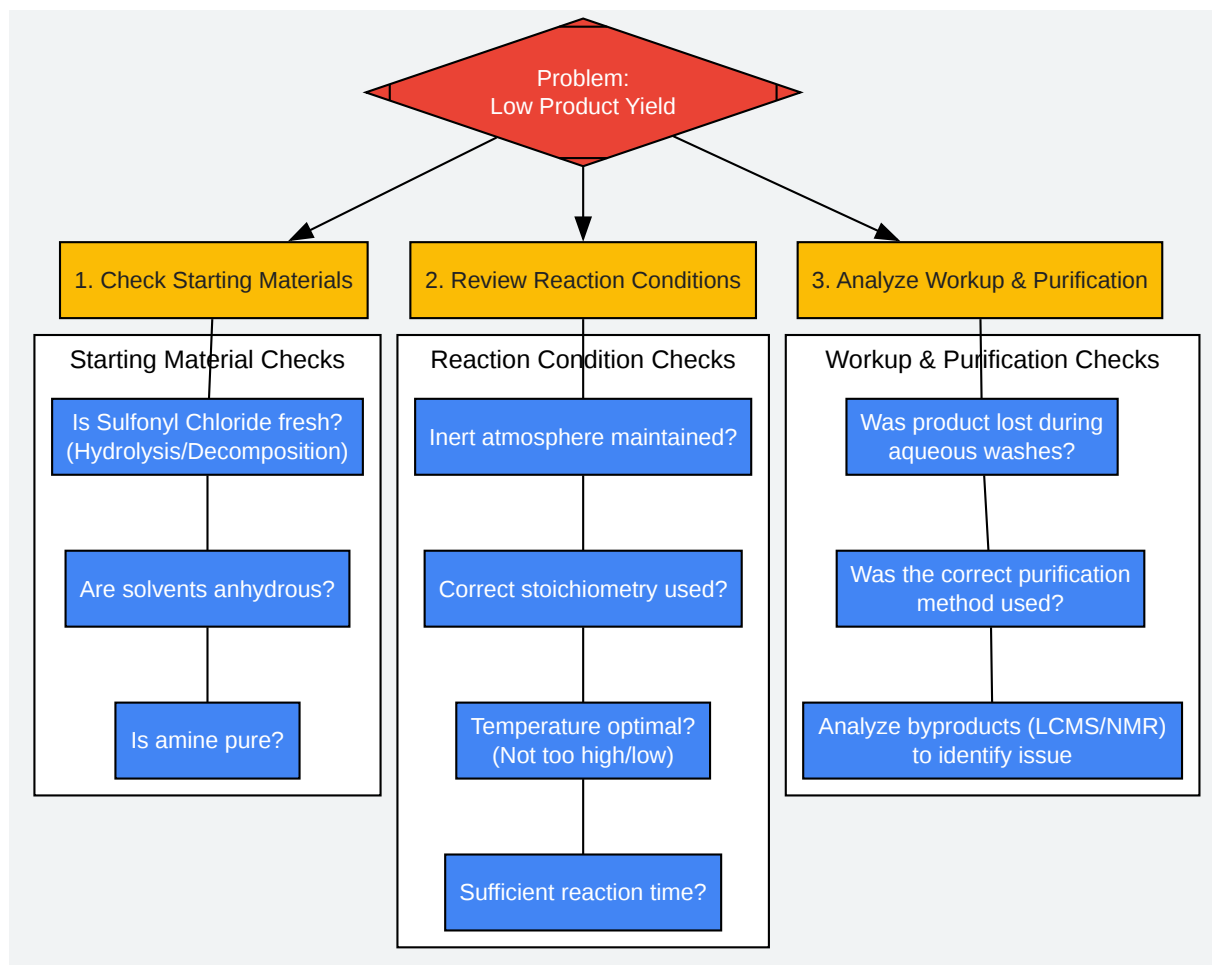 Problem:
Low Product Yield
1. Check Starting Materials
2. Review Reaction Conditions
3. Analyze Workup & Purification
Starting Material Checks
Is Sulfonyl Chloride fresh?
(Hydrolysis/Decomposition)
Are solvents anhydrous?
Is amine pure?
Reaction Condition Checks
Inert atmosphere maintained?
Correct stoichiometry used?
Temperature optimal?
(Not too high/low)
Sufficient reaction time?
Workup & Purification Checks
Was product lost during
aqueous washes?
Was the correct purification
method used?
Analyze byproducts (LCMS/NMR)
to identify issue